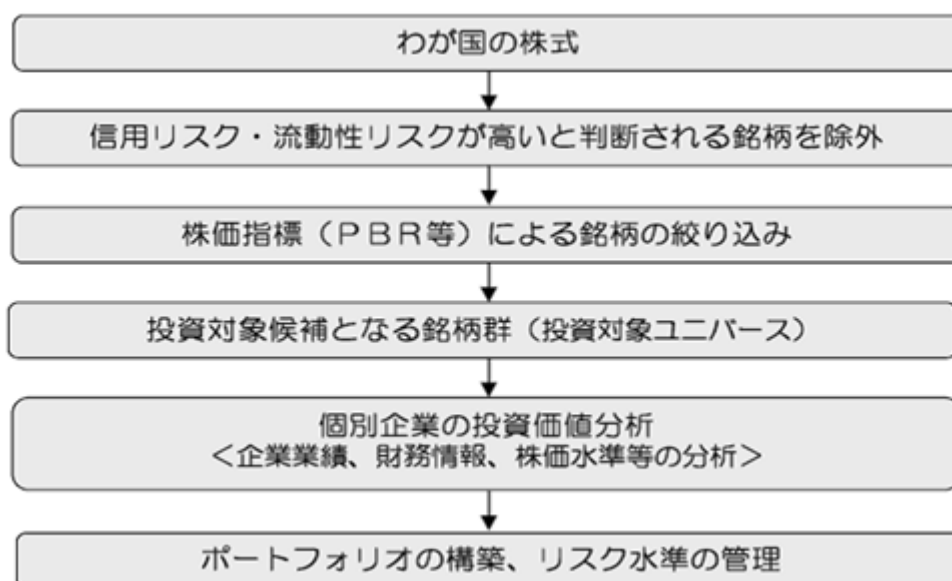 わが国の株式
信用リスク・流動性リスクが高いと判断される銘柄を除外
株価指標（ＰＢＲ等）による銘柄の絞り込み
投資対象候補となる銘柄群（投資対象ユニバース）
個別企業の投資価値分析
＜企業業績、財務情報、株価水準等の分析＞
ポートフォリオの構築、リスク水準の管理